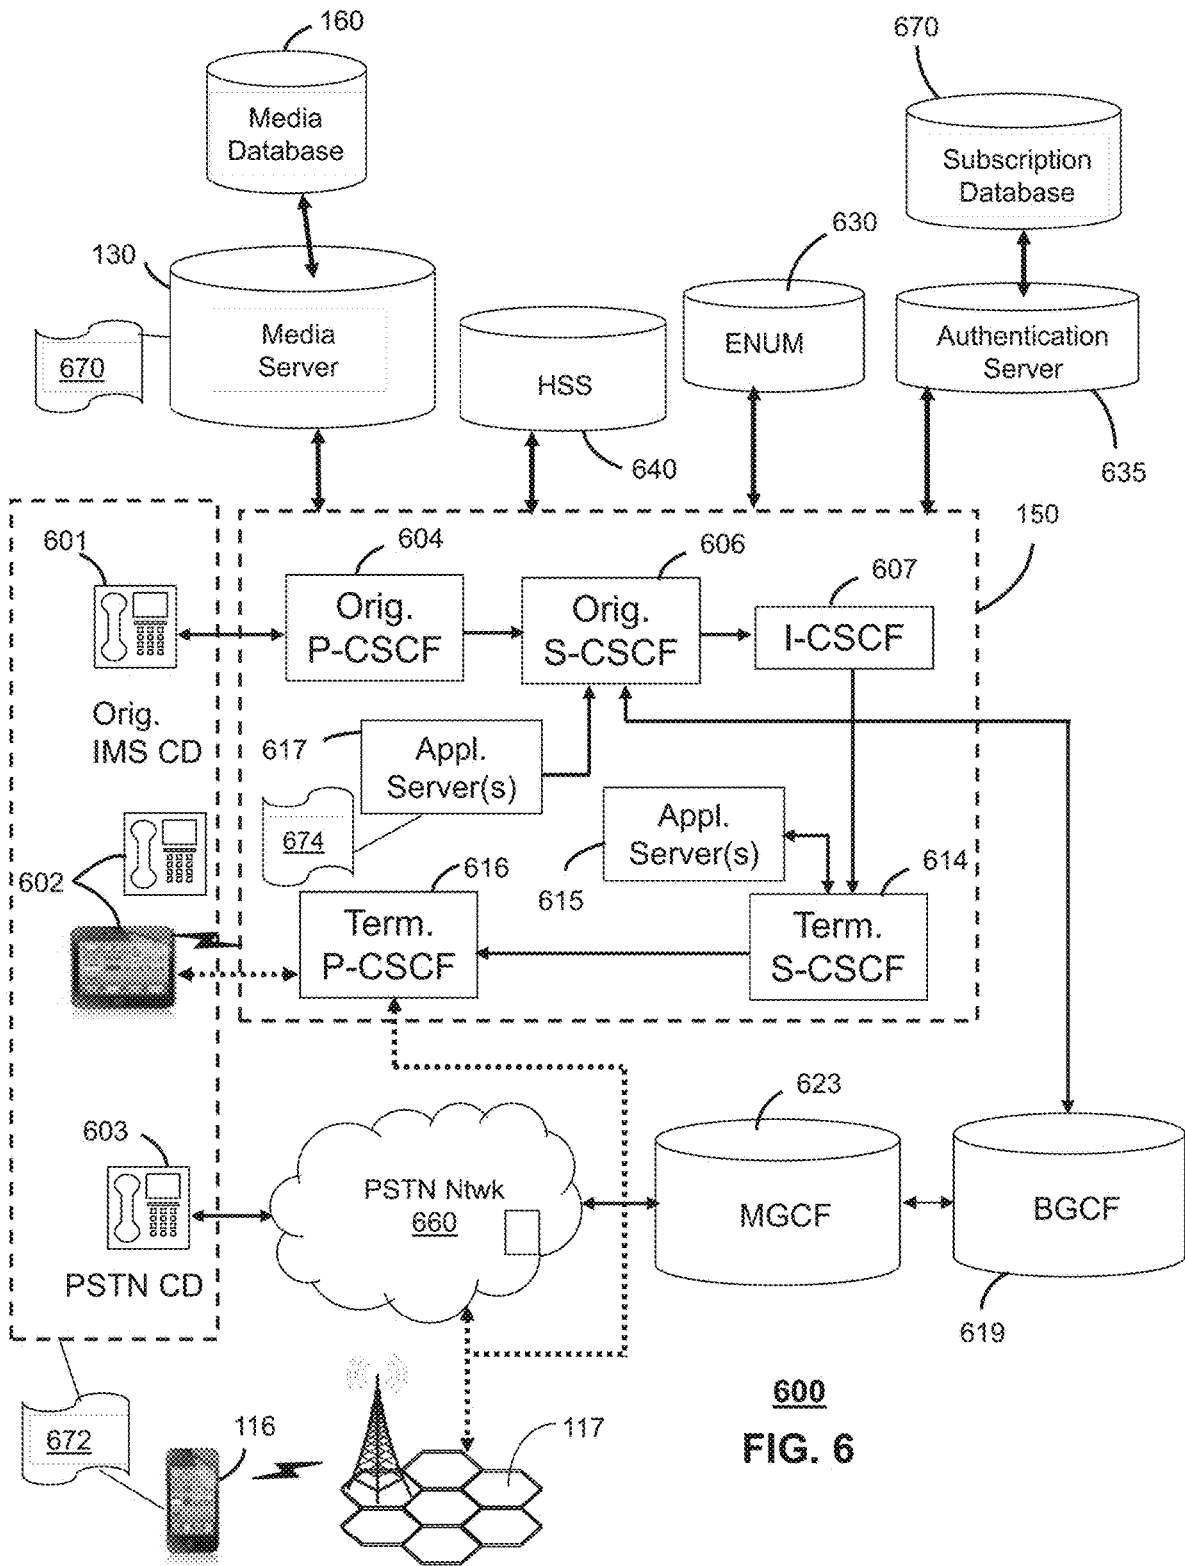 160
670
Media
Database
Subscription
Database
130
630
670
Media
Server
HSS
ENUM
Authentication
Server
640
635
150
601
604
606
607
Orig.
P-CSCF
Orig.
S-CSCF
I-CSCF
Orig.
IMS CD
617
Appl.
Server(s)
674
Appl.
Server(s)
602
616
615
614
Term.
P-CSCF
Term.
S-CSCF
623
603
PSTN Ntwk
660
MGCF
BGCF
PSTN CD
619
672
116
117
600
FIG. 6